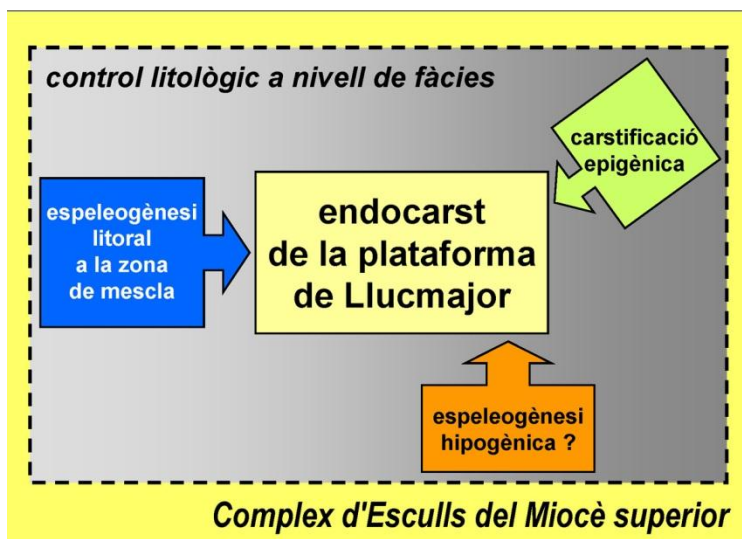 control litològic a nivell de fàcies
carstificació
epigènica
espeleogènesi
litoral
a la zona
de mescla
endocarst
de la plataforma
de Llucmajor
espeleogènesi
hipogènica ?
Complex d'Esculls del Miocè superior